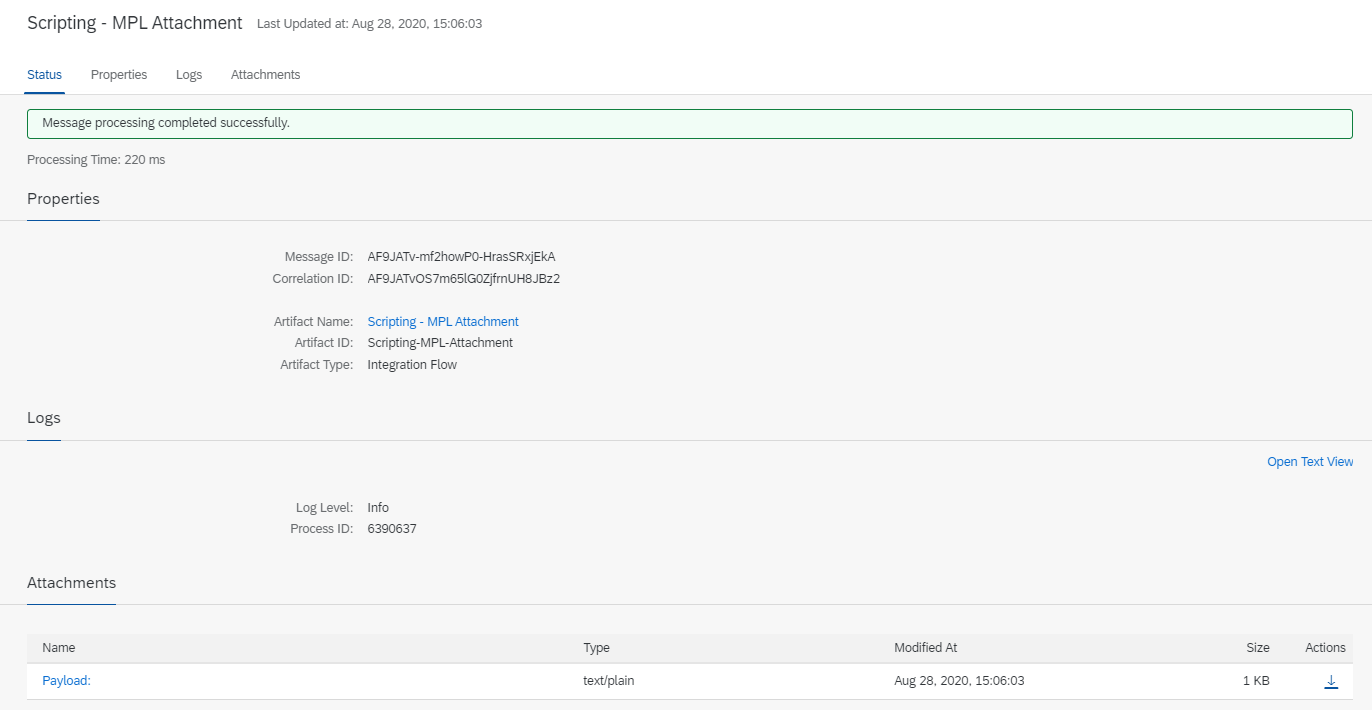 Scripting - MPL Attachment Last Updated at: Aug 28, 2020, 15:06:03
Status Properties Logs Attachments
Message processing completed successfully.
Processing Time: 220 ms
Properties
Message ID: AF9JATv-mf2howP0-HrasSRxjEkA
Correlation ID: AF9JATvOS7m65lG0ZjfrnUH8JBz2
Artifact Name: Scripting - MPL Attachment
Artifact ID: Scripting-MPL-Attachment
Artifact Type: Integration Flow
Logs
Open Text View
Log Level: Info
Process ID: 6390637
Attachments
Name Type Modified At Size Actions
Payload: text/plain Aug 28, 2020, 15:06:03 1 KB